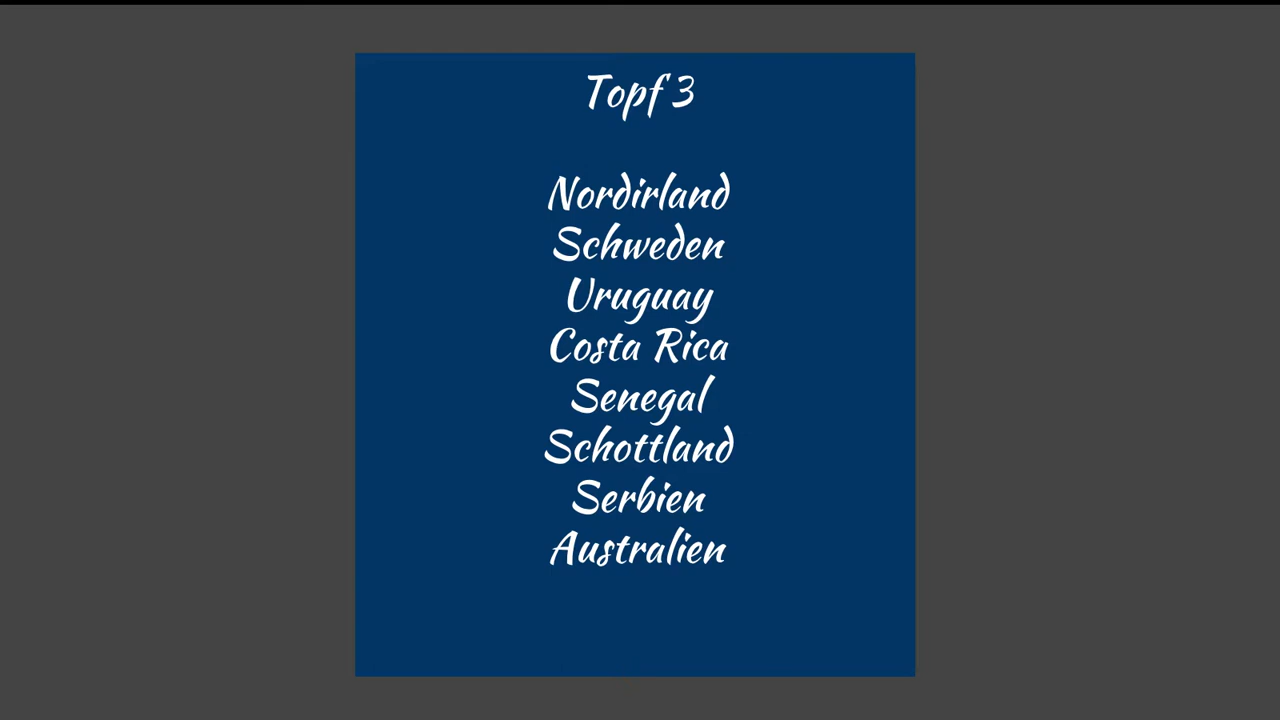 Topf 3
Nordirland
Schweden
Uruguay
Costa Rica
Senegal
Schottland
Serbien
Australien